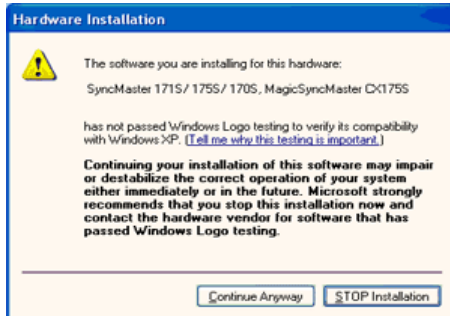 Hardware Installation
The software you are installing for this hardware:
SyncMaster 171S/ 175S/ 170S, MagicSyncMaster CX175S
has not passed Windows Logo testing to verify its compatibility
with Windows XP. (Tell me why this testing is important.)
Continuing your installation of this software may impair
or destabilize the correct operation of your system
either immediately or in the future. Microsoft strongly
recommends that you stop this installation now and
contact the hardware vendor for software that has
passed Windows Logo testing.
Continue Anyway STOP Installation